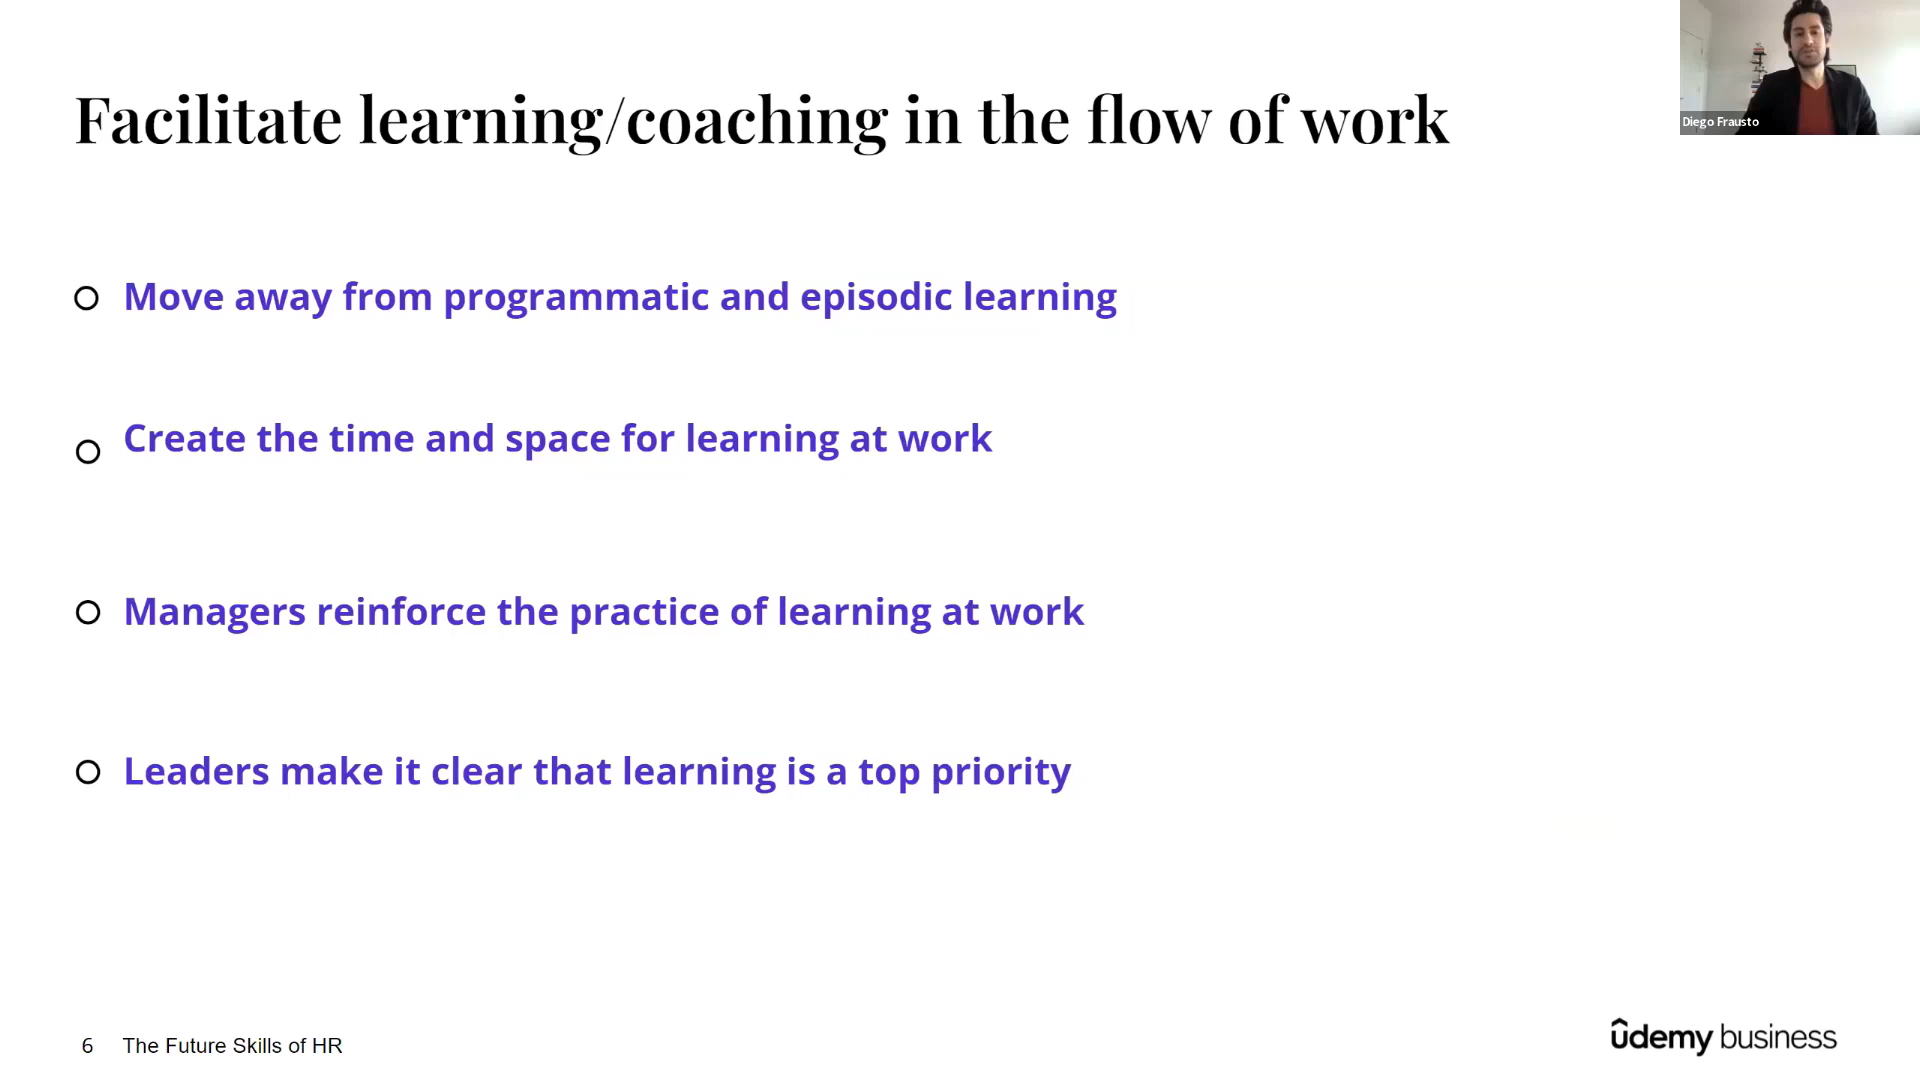 Facilitate learning/coaching in the flow of work
Diego Frausto
Move away from programmatic and episodic learning
Create the time and space for learning at work
Managers reinforce the practice of learning at work
Leaders make it clear that learning is a top priority
6 The Future Skills of HR
ûdemy business